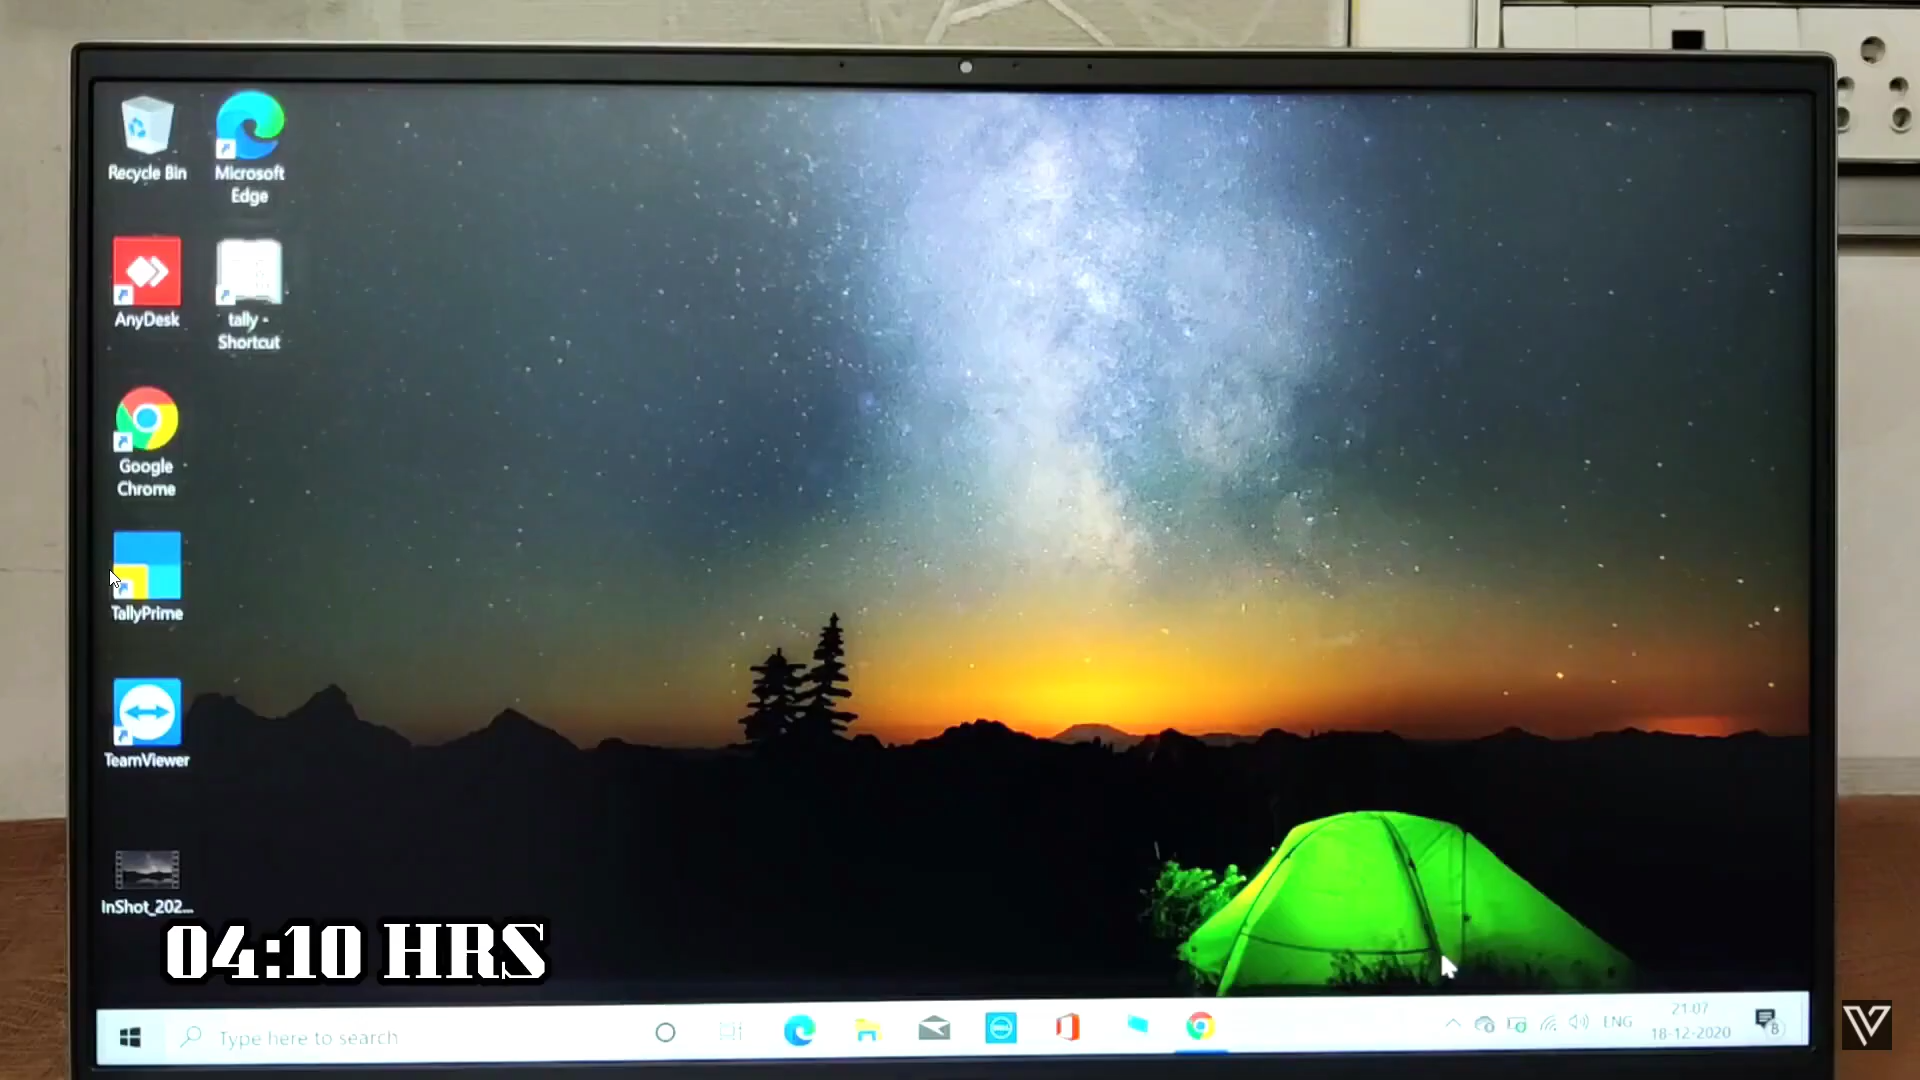 Recycle Bin
Microsoft
Edge
AnyDesk
tally -
Shortcut
Google
Chrome
TallyPrime
TeamViewer
InShot_202...
04:10 HRS
Type here to search
ENG
21:07
18-12-2020
8